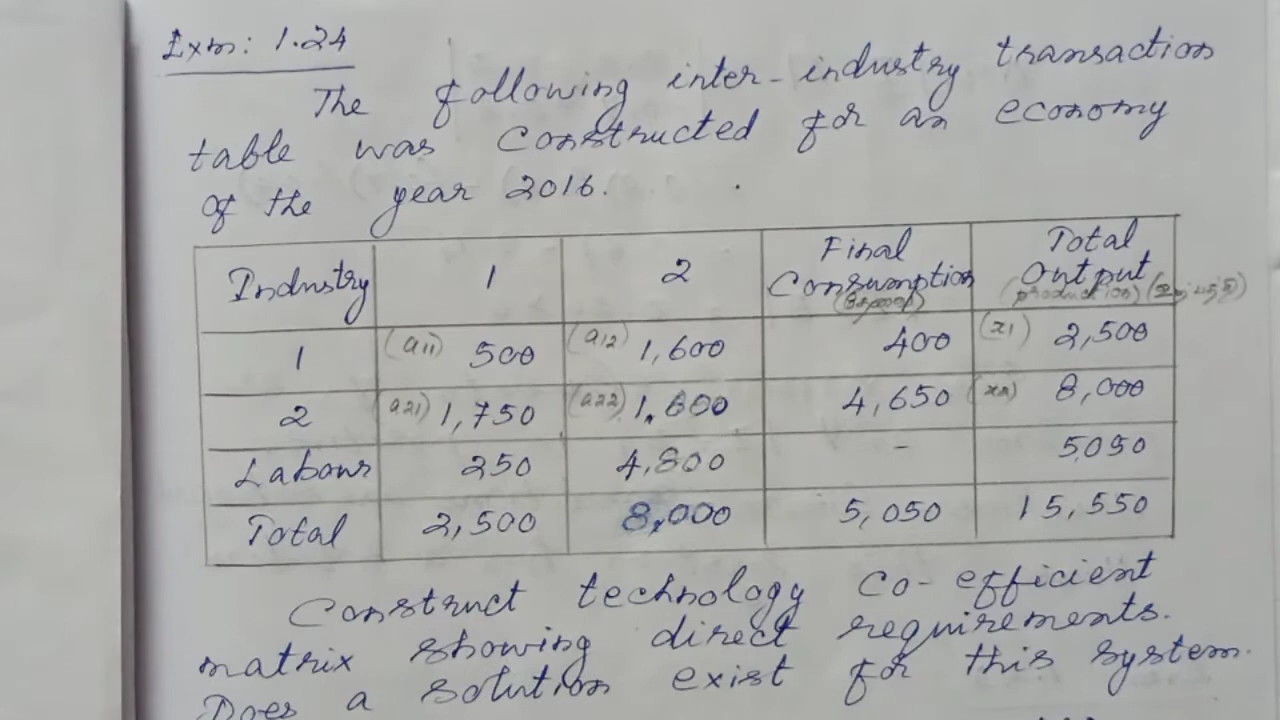 Exm: 1.24
The following inter-industry transaction
table was constructed for an economy
of the year 2016.
Industry 1 2 Final Consumption Total Output (production)
1 (a11) 500 (a12) 1,600 400 (x1) 2,500
2 (a21) 1,750 (a22) 1,600 4,650 (x2) 8,000
Labour 250 4,800 - 5,050
Total 2,500 8,000 5,050 15,550
Construct technology co-efficient
matrix showing direct requirements.
Does a solution exist for this system.